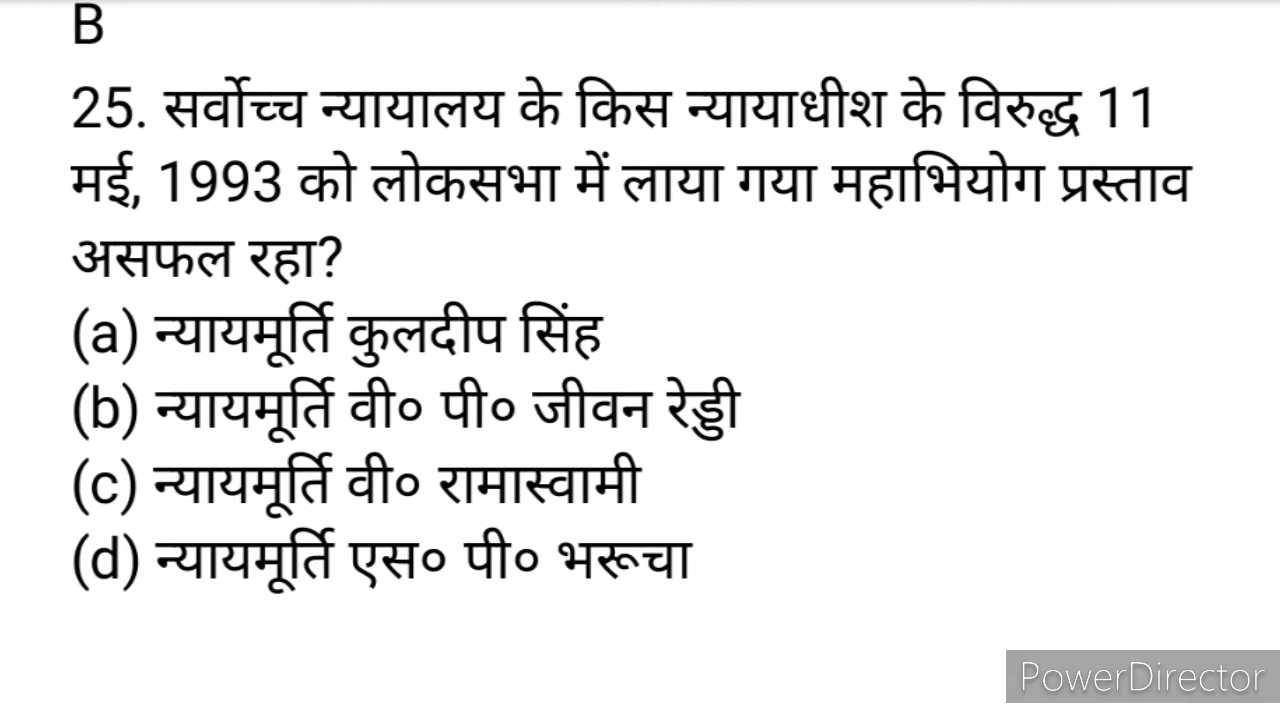 B
25. सर्वोच्च न्यायालय के किस न्यायाधीश के विरुद्ध 11
मई, 1993 को लोकसभा में लाया गया महाभियोग प्रस्ताव
असफल रहा?
(a) न्यायमूर्ति कुलदीप सिंह
(b) न्यायमूर्ति वी० पी० जीवन रेड्डी
(c) न्यायमूर्ति वी० रामास्वामी
(d) न्यायमूर्ति एस० पी० भरूचा
PowerDirector